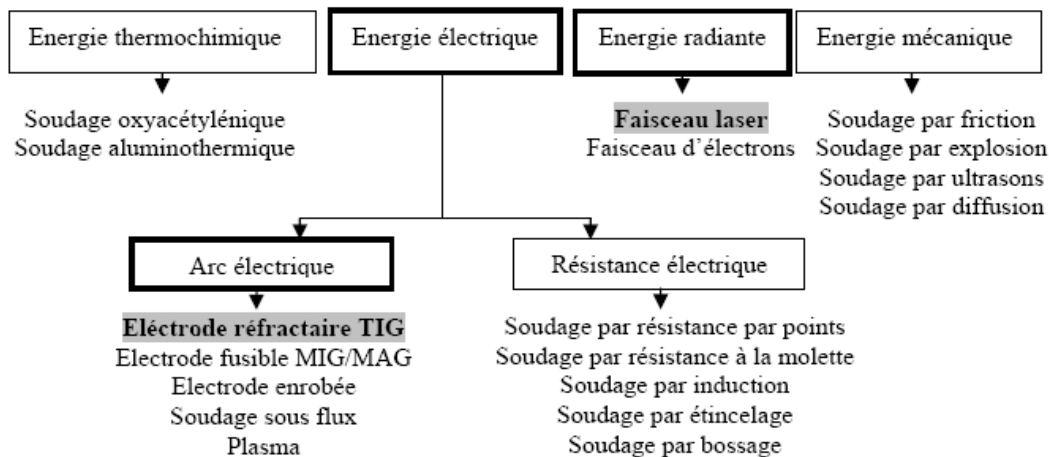 Energie thermochimique
Energie électrique
Energie radiante
Energie mécanique
Soudage oxyacétylénique
Soudage aluminothermique
Faisceau laser
Faisceau d'électrons
Soudage par friction
Soudage par explosion
Soudage par ultrasons
Soudage par diffusion
Arc électrique
Résistance électrique
Eléctrode réfractaire TIG
Electrode fusible MIG/MAG
Electrode enrobée
Soudage sous flux
Plasma
Soudage par résistance par points
Soudage par résistance à la molette
Soudage par induction
Soudage par étincelage
Soudage par bossage